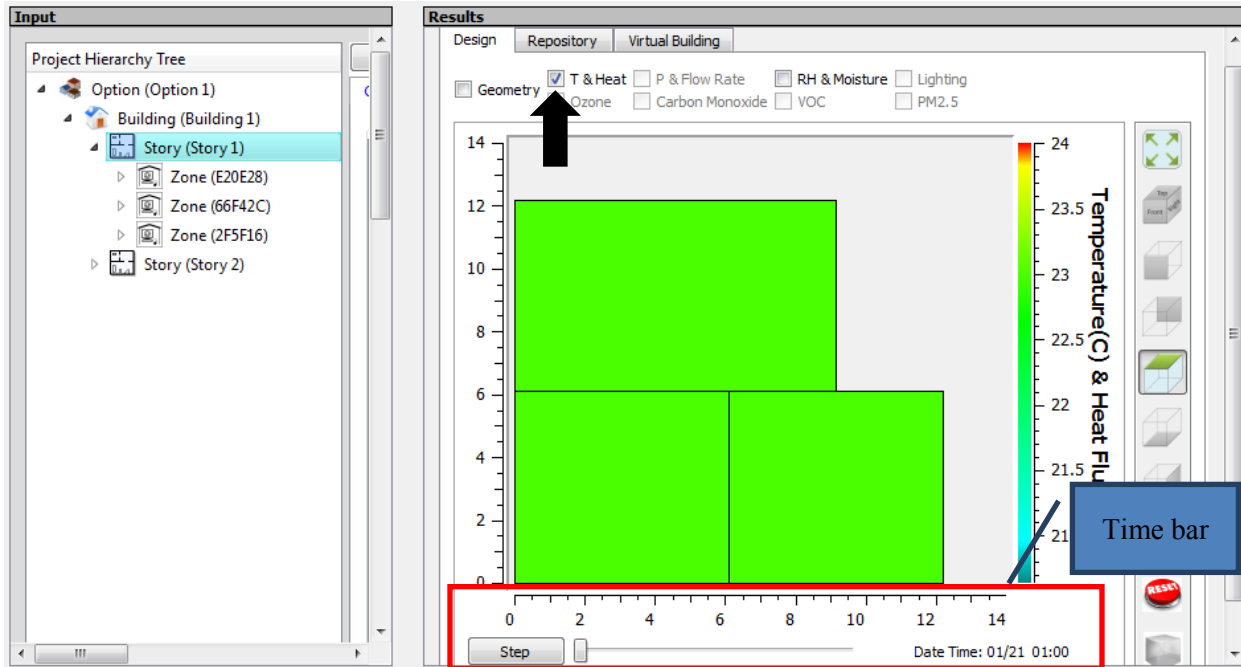 Input
Project Hierarchy Tree
Option (Option 1)
Building (Building 1)
Story (Story 1)
Zone (E20E28)
Zone (66F42C)
Zone (2F5F16)
Story (Story 2)
Results
Design Repository Virtual Building
Geometry T & Heat P & Flow Rate RH & Moisture Lighting
Ozone Carbon Monoxide VOC PM2.5
14
12
10
8
6
4
2
0
0 2 4 6 8 10 12 14
24
23.5
23
22.5
22
21.5
21
Temperature(C) & Heat Flu
Top
Front
Time bar
RESET
Step
Date Time: 01/21 01:00